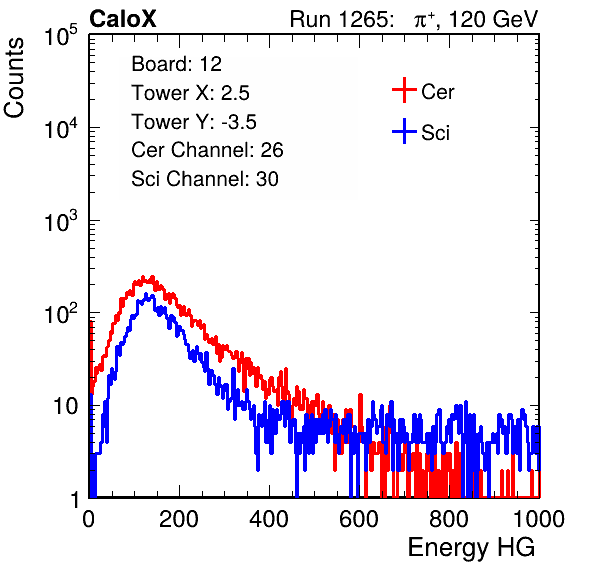 CaloX Run 1265: π⁺, 120 GeV
Board: 12
Tower X: 2.5
Tower Y: -3.5
Cer Channel: 26
Sci Channel: 30
Cer
Sci
Counts
10⁵
10⁴
10³
10²
10
1
0 200 400 600 800 1000
Energy HG